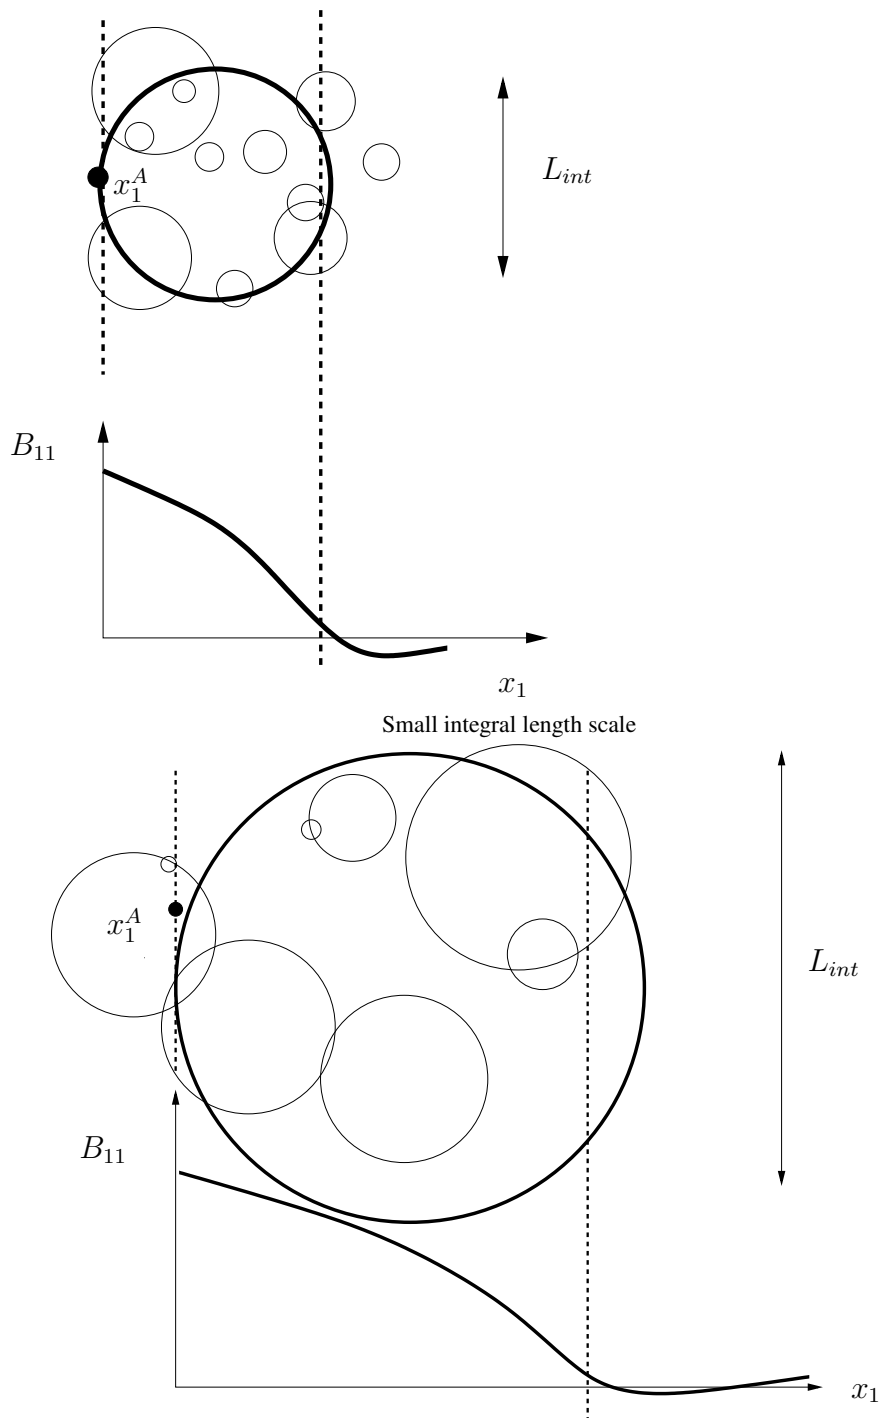 x_1^A
L_{int}
B_{11}
x_1
Small integral length scale
x_1^A
L_{int}
B_{11}
x_1